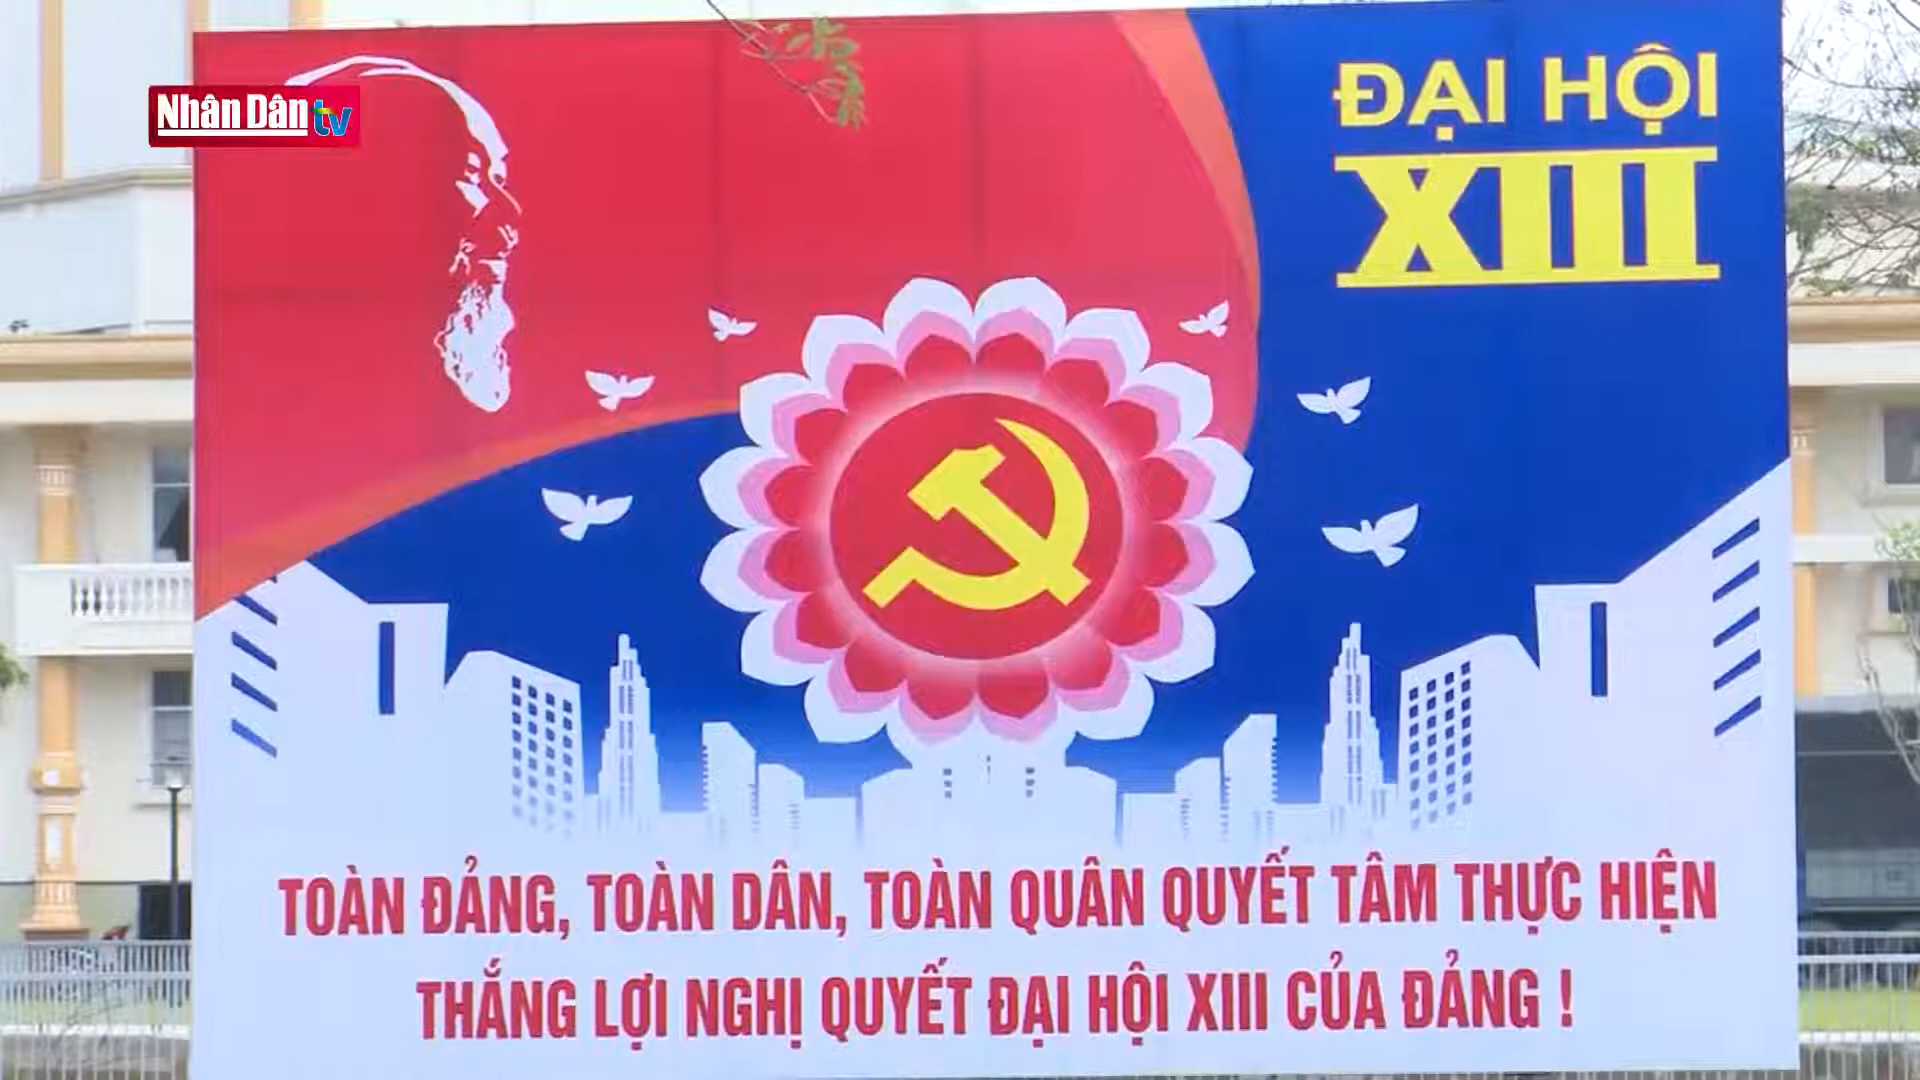 Nhân Dân tv
ĐẠI HỘI
XIII
TOÀN ĐẢNG, TOÀN DÂN, TOÀN QUÂN QUYẾT TÂM THỰC HIỆN
THẮNG LỢI NGHỊ QUYẾT ĐẠI HỘI XIII CỦA ĐẢNG !